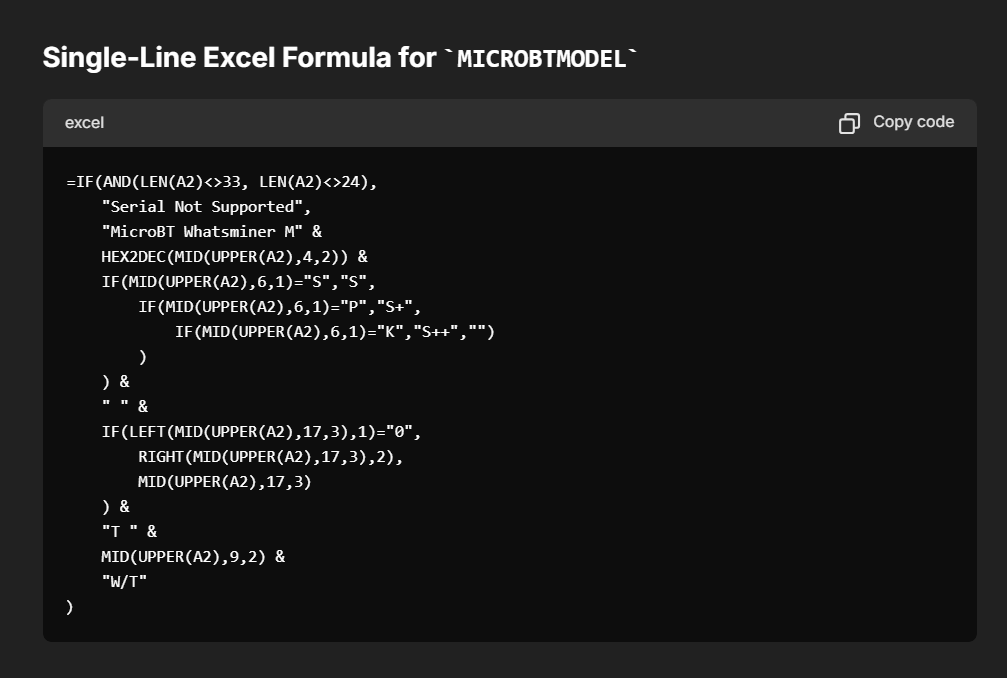 Single-Line Excel Formula for `MICROBTMODEL`
excel
Copy code
=IF(AND(LEN(A2)<>33, LEN(A2)<>24),
"Serial Not Supported",
"MicroBT Whatsminer M" &
HEX2DEC(MID(UPPER(A2),4,2)) &
IF(MID(UPPER(A2),6,1)="S","S",
IF(MID(UPPER(A2),6,1)="P","S+",
IF(MID(UPPER(A2),6,1)="K","S++","")
)
) &
" " &
IF(LEFT(MID(UPPER(A2),17,3),1)="0",
RIGHT(MID(UPPER(A2),17,3),2),
MID(UPPER(A2),17,3)
) &
"T " &
MID(UPPER(A2),9,2) &
"W/T"
)